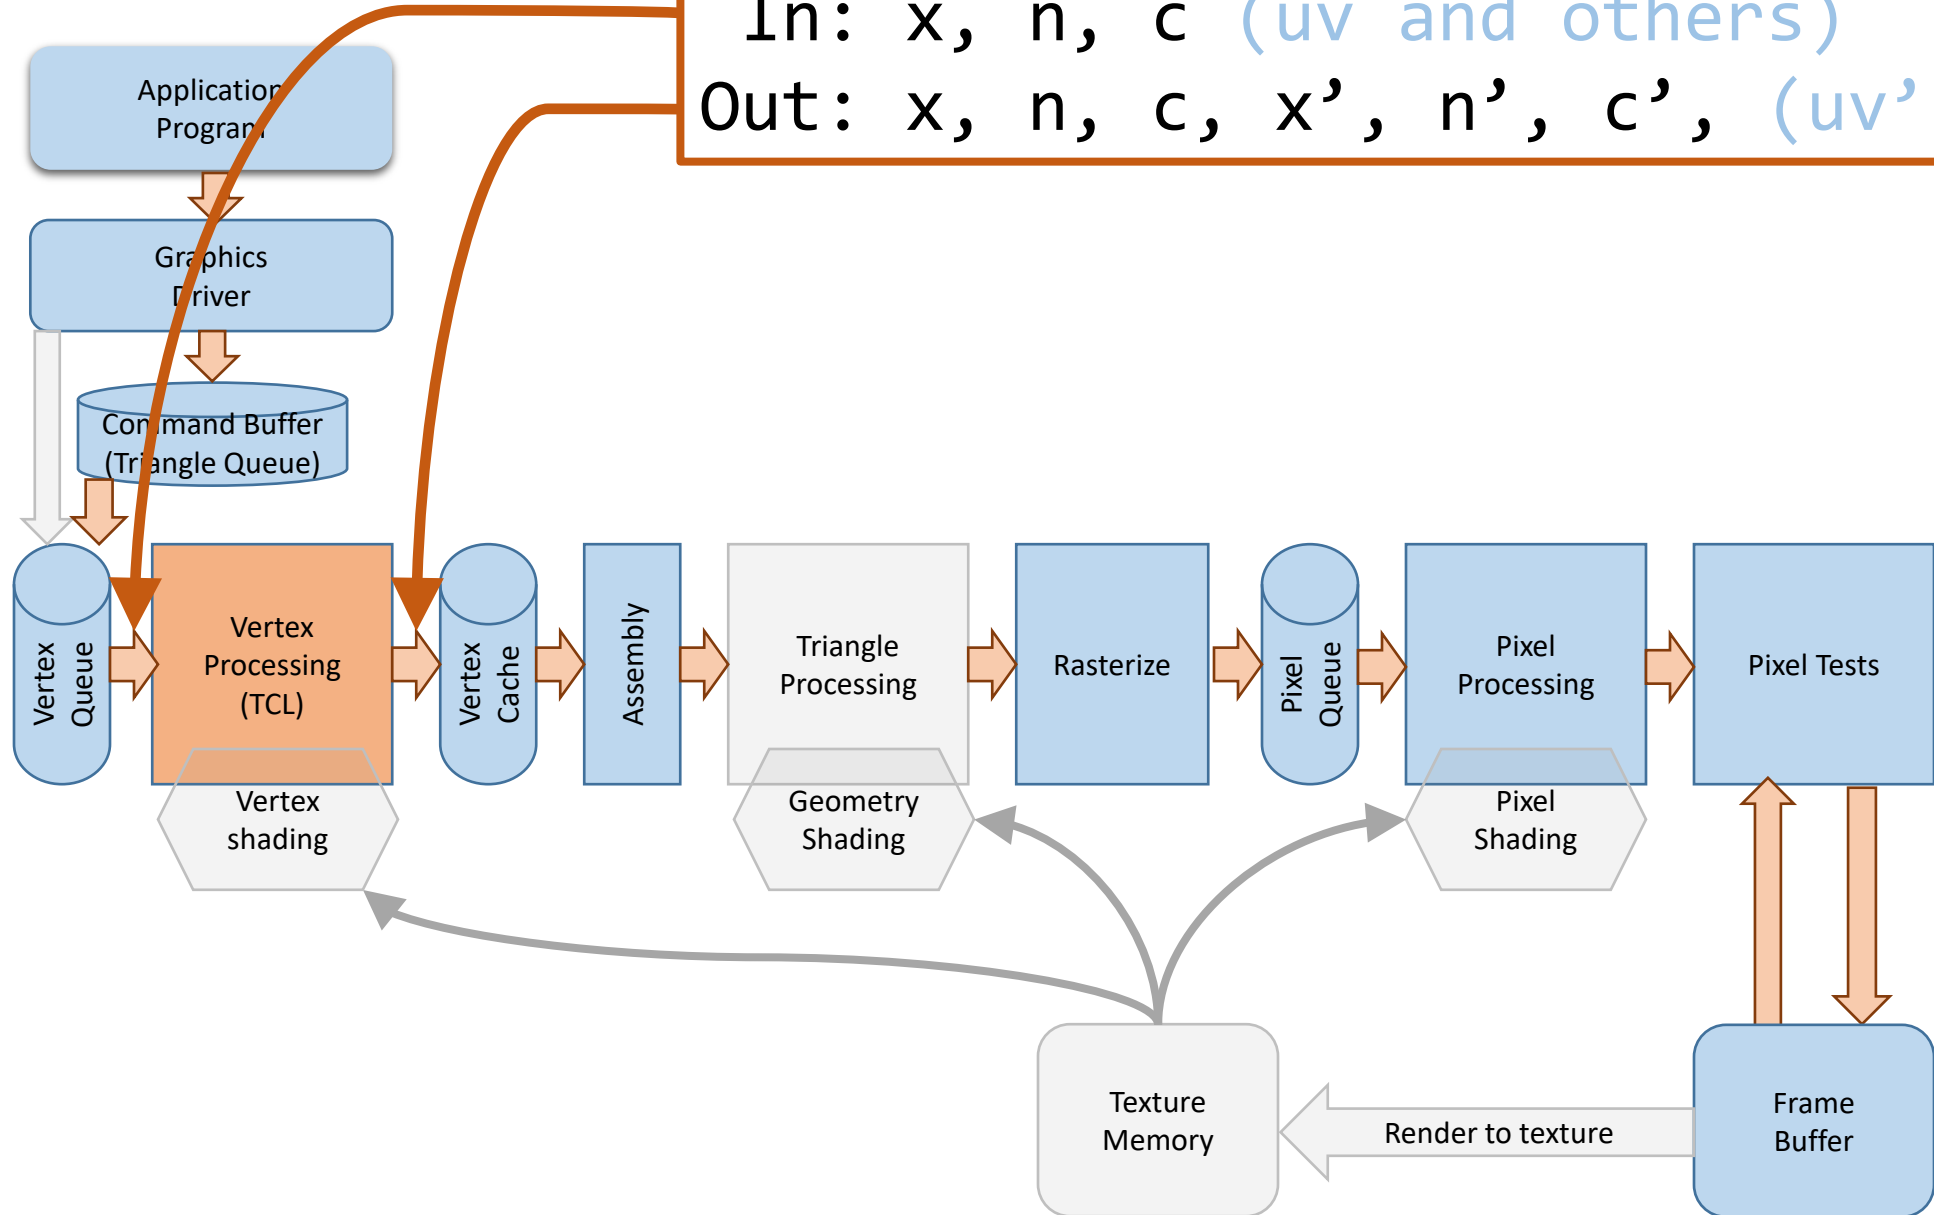 In: x, n, c (uv and others)
Out: x, n, c, x’, n’, c’, (uv’
Application
Program
Graphics
Driver
Command Buffer
(Triangle Queue)
Vertex
Queue
Vertex
Processing
(TCL)
Vertex
Cache
Assembly
Triangle
Processing
Rasterize
Pixel
Queue
Pixel
Processing
Pixel Tests
Vertex
shading
Geometry
Shading
Pixel
Shading
Texture
Memory
Render to texture
Frame
Buffer